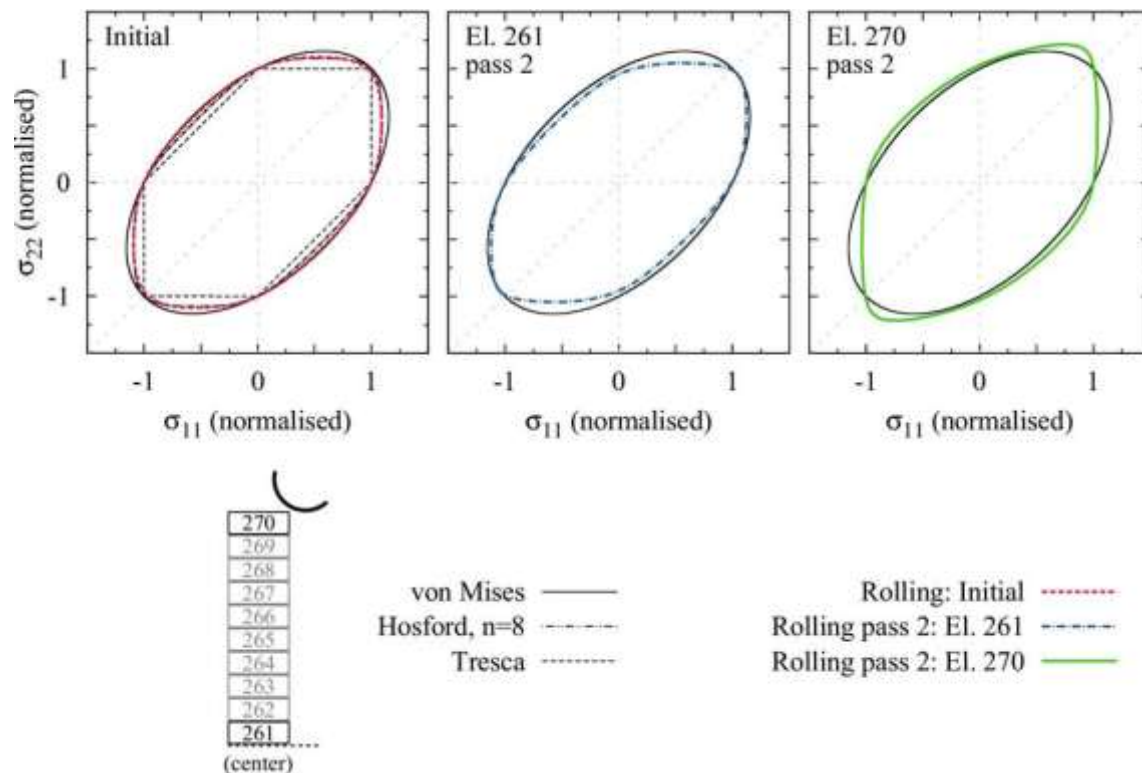 Initial
El. 261
pass 2
El. 270
pass 2
1
0
-1
σ22 (normalised)
-1 0 1
-1 0 1
-1 0 1
σ11 (normalised)
σ11 (normalised)
σ11 (normalised)
270
269
268
267
266
265
264
263
262
261
(center)
von Mises
Hosford, n=8
Tresca
Rolling: Initial
Rolling pass 2: El. 261
Rolling pass 2: El. 270